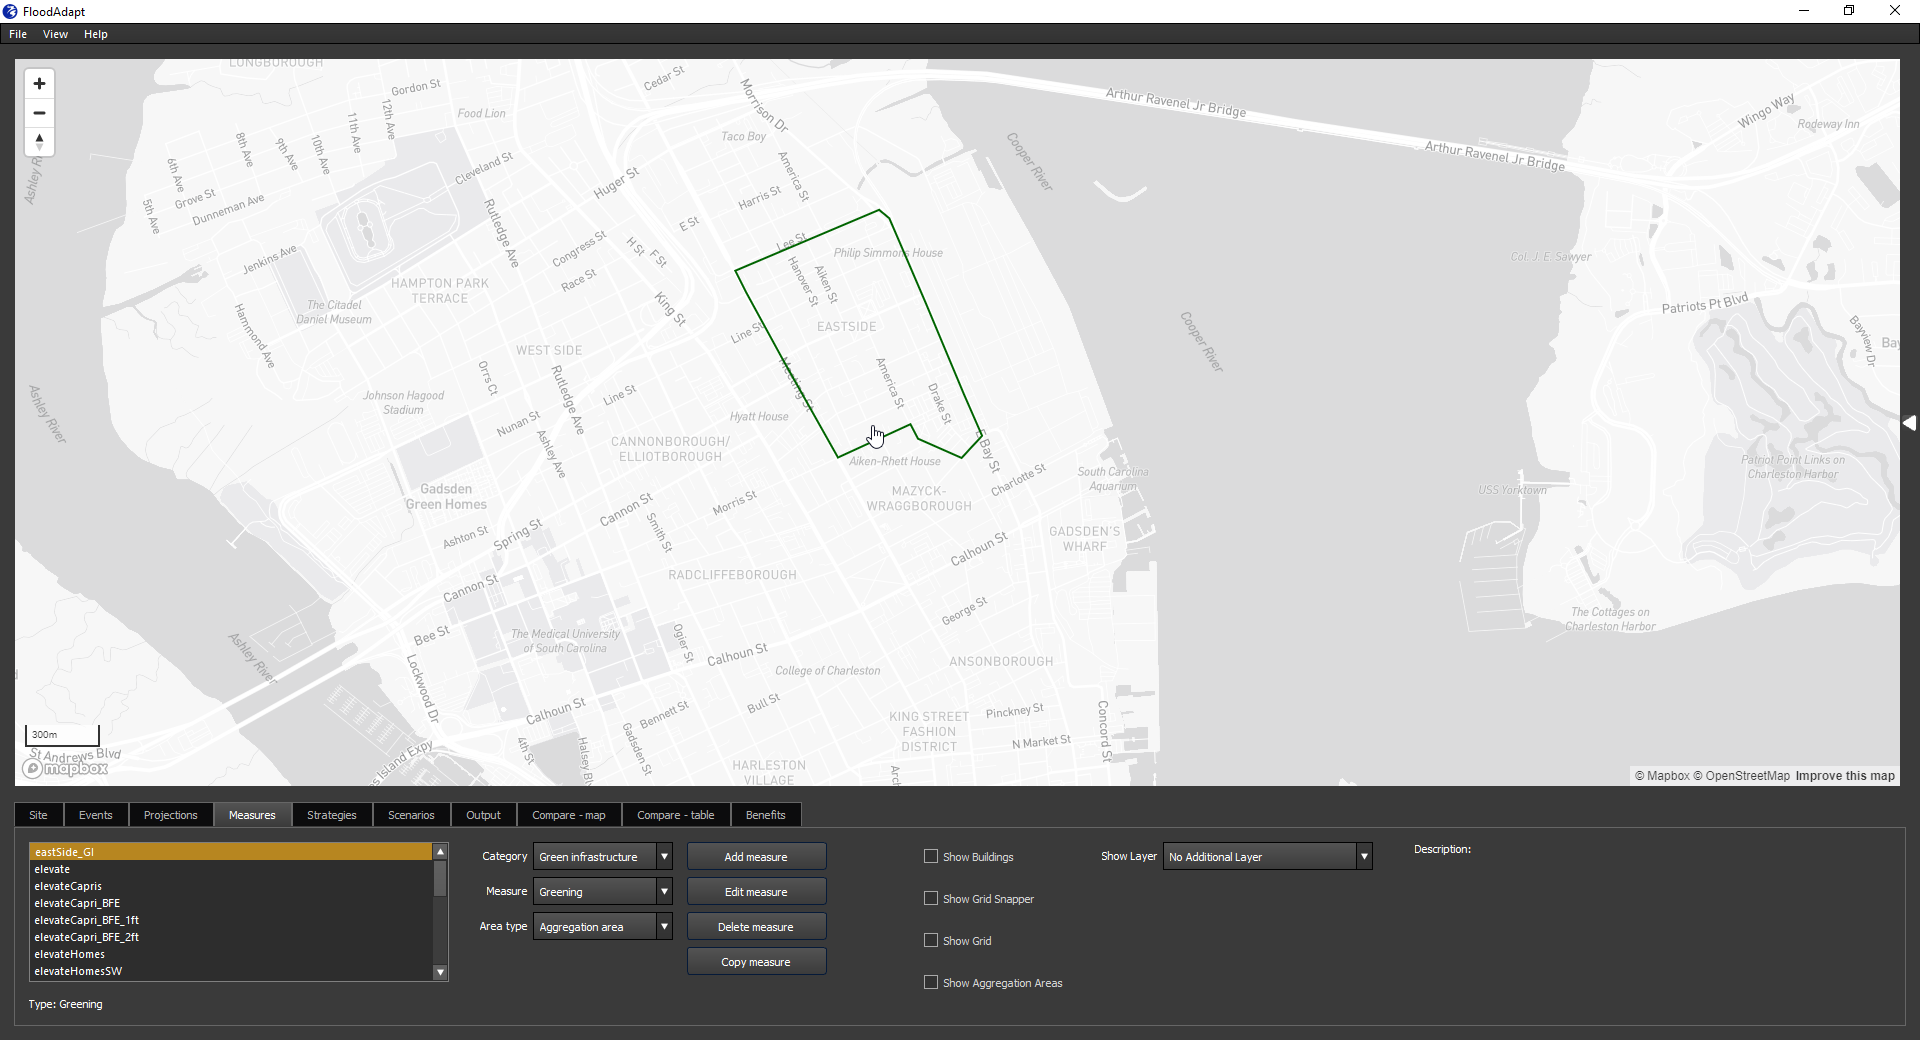 FloodAdapt
File View Help
LONGBOROUGH
Gordon St
12th Ave
11th Ave
10th Ave
9th Ave
8th Ave
6th Ave
5th Ave
Grove St
Dunneman Ave
Jenkins Ave
Food Lion
Cleveland St
Cedar St
Morrison Dr
Taco Boy
America St
Huger St
Harris St
Rutledge Ave
Congress St
Race St
E St
H St
F St
Lee St
Philip Simmons House
Hanover St
Aiken St
EASTSIDE
America St
Drake St
Line St
Meeting St
King St
Arthur Ravenel Jr Bridge
Arthur Ravenel Jr Bridge
Cooper River
Cooper River
Wingo Way
Rodeway Inn
Col. J. E. Sawyer
Patriots Pt Blvd
Bayview Dr
Ba
HAMPTON PARK
TERRACE
The Citadel
Daniel Museum
Hammond Ave
WEST SIDE
Orrs Ct
Rutledge Ave
Line St
Johnson Hagood
Stadium
Nunan St
Ashley Ave
Hyatt House
CANNONBOROUGH/
ELLIOTBOROUGH
Aiken-Rhett House
E Bay St
Charlotte St
South Carolina
Aquarium
MAZYCK-
WRAGGBOROUGH
GADSDEN'S
WHARF
USS Yorktown
Patriot Point Links on
Charleston Harbor
The Cottages on
Charleston Harbor
Ashley R
Ashley River
Ashley River
Gadsden
Green Homes
Ashton St
Spring St
Cannon St
Smith St
Morris St
Calhoun St
RADCLIFFEBOROUGH
George St
Cannon St
Bee St
The Medical University
of South Carolina
Ogier St
Calhoun St
College of Charleston
ANSONBOROUGH
Lockwood Dr
Calhoun St
Bennett St
Bull St
Gadsden St
4th St
Halsey Bl
KING STREET
FASHION
DISTRICT
Pinckney St
N Market St
Concord St
HARLESTON
VILLAGE
Arch
300m
St Andrews Blvd
s Island Expy
mapbox
© Mapbox © OpenStreetMap Improve this map
Site Events Projections Measures Strategies Scenarios Output Compare - map Compare - table Benefits
eastSide_GI
elevate
elevateCapris
elevateCapri_BFE
elevateCapri_BFE_1ft
elevateCapri_BFE_2ft
elevateHomes
elevateHomesSW
Type: Greening
Category Green infrastructure
Measure Greening
Area type Aggregation area
Add measure
Edit measure
Delete measure
Copy measure
Show Buildings
Show Grid Snapper
Show Grid
Show Aggregation Areas
Show Layer No Additional Layer
Description: